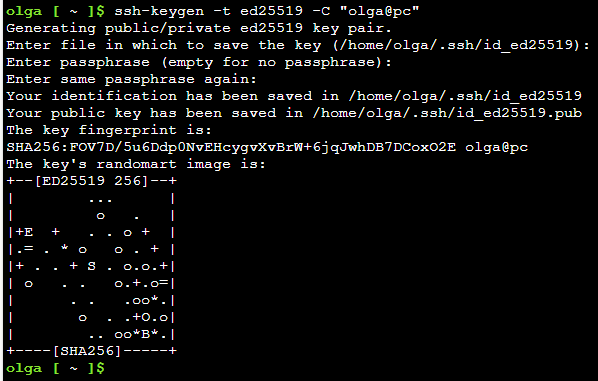 olga [ ~ ]$ ssh-keygen -t ed25519 -C "olga@pc"
Generating public/private ed25519 key pair.
Enter file in which to save the key (/home/olga/.ssh/id_ed25519):
Enter passphrase (empty for no passphrase):
Enter same passphrase again:
Your identification has been saved in /home/olga/.ssh/id_ed25519
Your public key has been saved in /home/olga/.ssh/id_ed25519.pub
The key fingerprint is:
SHA256:FOV7D/5u6Ddp0NvEHcygvXvBrW+6jqJwhDB7DCoxO2E olga@pc
The key's randomart image is:
+--[ED25519 256]--+
|        ...      |
|         o   .   |
|+E  +   . . o +  |
|.= . * o   o . + |
|+ . . + S . o.o.+|
| o   . .   o.+.o=|
|      . .   .oo*.|
|       o  . .+O.o|
|        .. oo*B*.|
+----[SHA256]-----+
olga [ ~ ]$